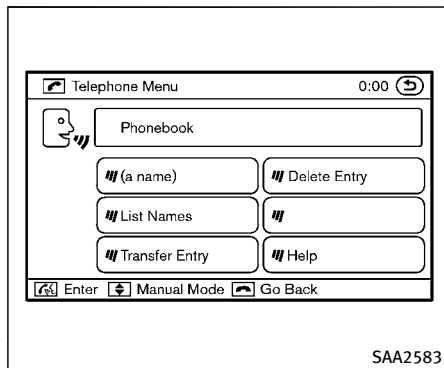 Telephone Menu 0:00
Phonebook
(a name) Delete Entry
List Names
Transfer Entry Help
Enter Manual Mode Go Back
SAA2583